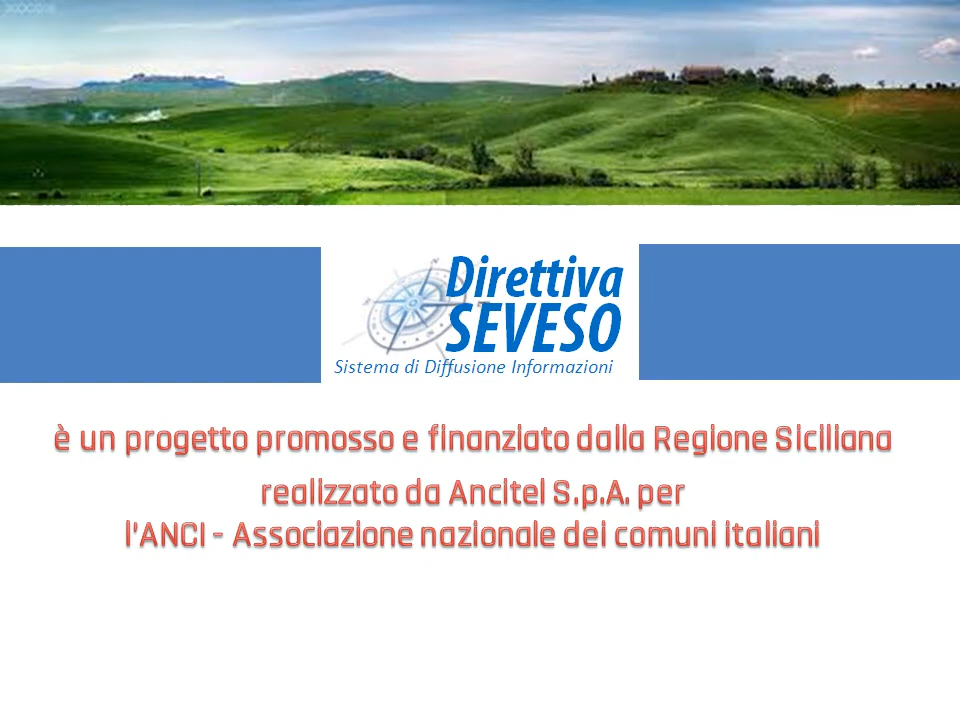 Direttiva
SEVESO
Sistema di Diffusione Informazioni
è un progetto promosso e finanziato dalla Regione Siciliana
realizzato da Ancitel S.p.A. per
l'ANCI - Associazione nazionale dei comuni italiani